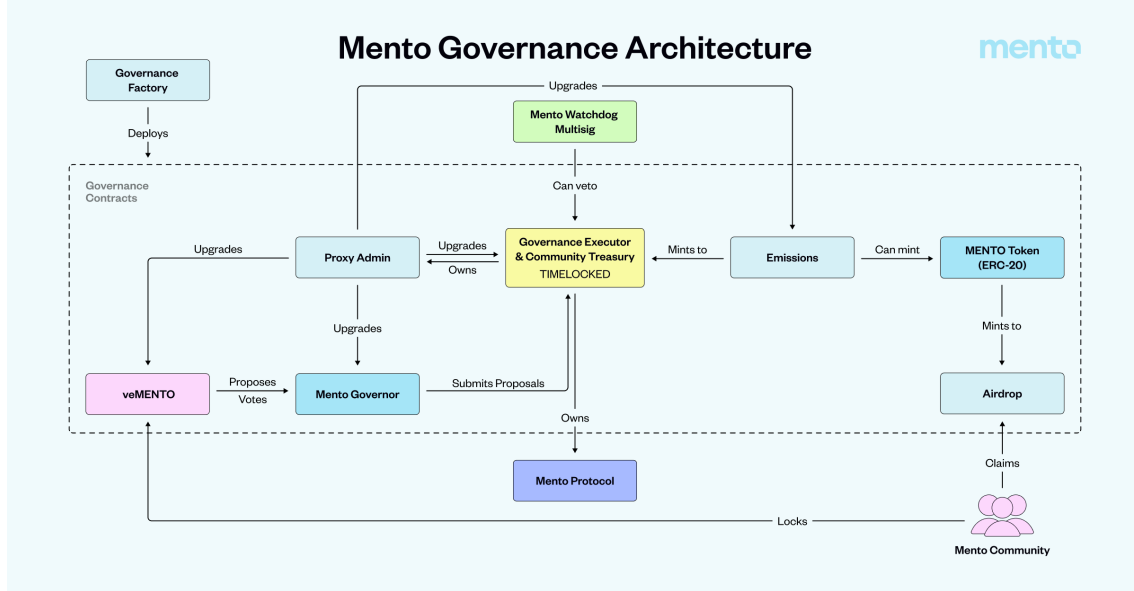 Mento Governance Architecture
mento
Governance
Factory
Upgrades
Mento Watchdog
Multisig
Deploys
Governance
Contracts
Can veto
Upgrades
Proxy Admin
Upgrades
Owns
Governance Executor
& Community Treasury
TIMELOCKED
Mints to
Emissions
Can mint
MENTO Token
(ERC-20)
Upgrades
Mints to
veMENTO
Proposes
Votes
Mento Governor
Submits Proposals
Airdrop
Owns
Claims
Mento Protocol
Locks
Mento Community